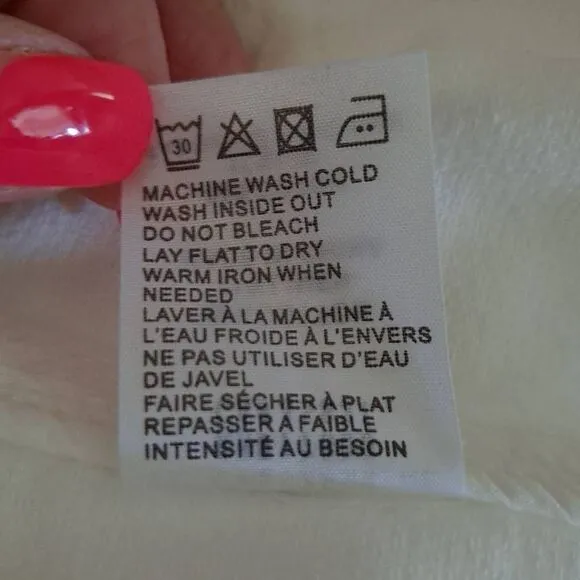 30
MACHINE WASH COLD
WASH INSIDE OUT
DO NOT BLEACH
LAY FLAT TO DRY
WARM IRON WHEN
NEEDED
LAVER À LA MACHINE À
L'EAU FROIDE À L'ENVERS
NE PAS UTILISER D'EAU
DE JAVEL
FAIRE SÉCHER À PLAT
REPASSER A FAIBLE
INTENSITÉ AU BESOIN